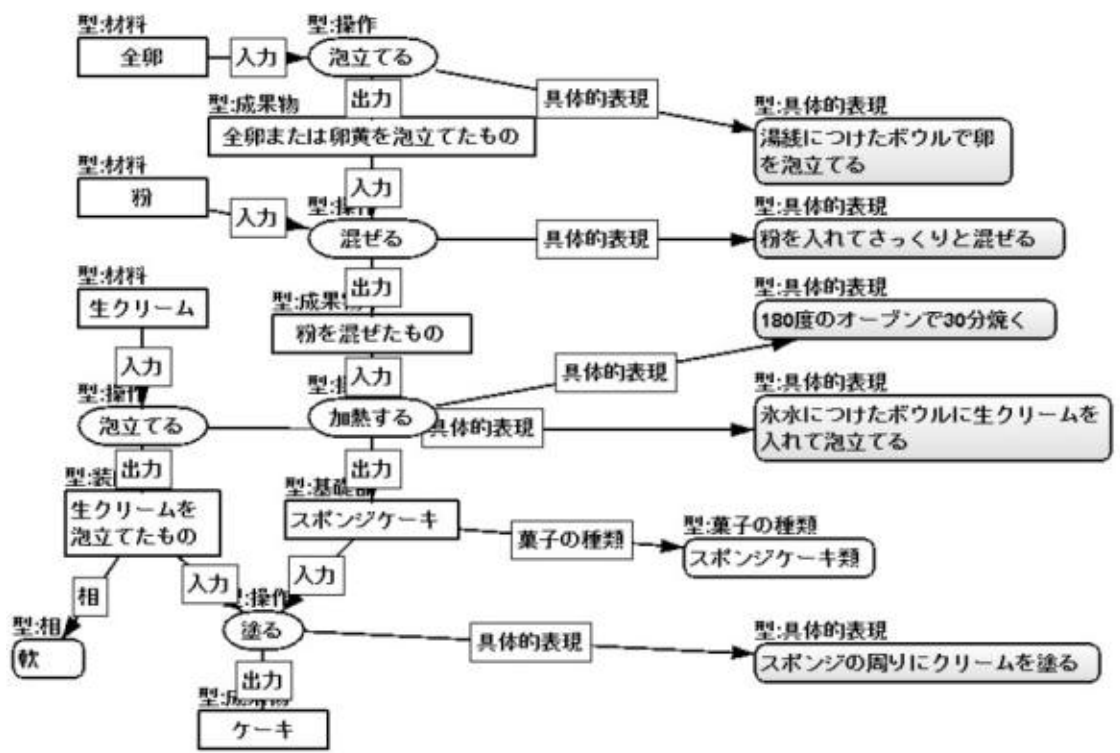 型:材料
型:操作
全卵
入力
泡立てる
出力
具体的表現
型:成果物
型:具体的表現
全卵または卵黄を泡立てたもの
湯銭につけたボウルで卵
を泡立てる
型:材料
粉
入力
入力
型:操作
型:具体的表現
混ぜる
具体的表現
粉を入れてさっくりと混ぜる
型:材料
出力
型:具体的表現
生クリーム
型:成果物
180度のオーブンで30分焼く
粉を混ぜたもの
入力
入力
具体的表現
型:具体的表現
型:操作
泡立てる
加熱する
具体的表現
氷水につけたボウルに生クリームを
入れて泡立てる
出力
出力
生クリームを
泡立てたもの
スポンジケーキ
菓子の種類
型:菓子の種類
スポンジケーキ類
相
入力
入力
型:相
軟
操作
塗る
具体的表現
型:具体的表現
スポンジの周りにクリームを塗る
出力
ケーキ